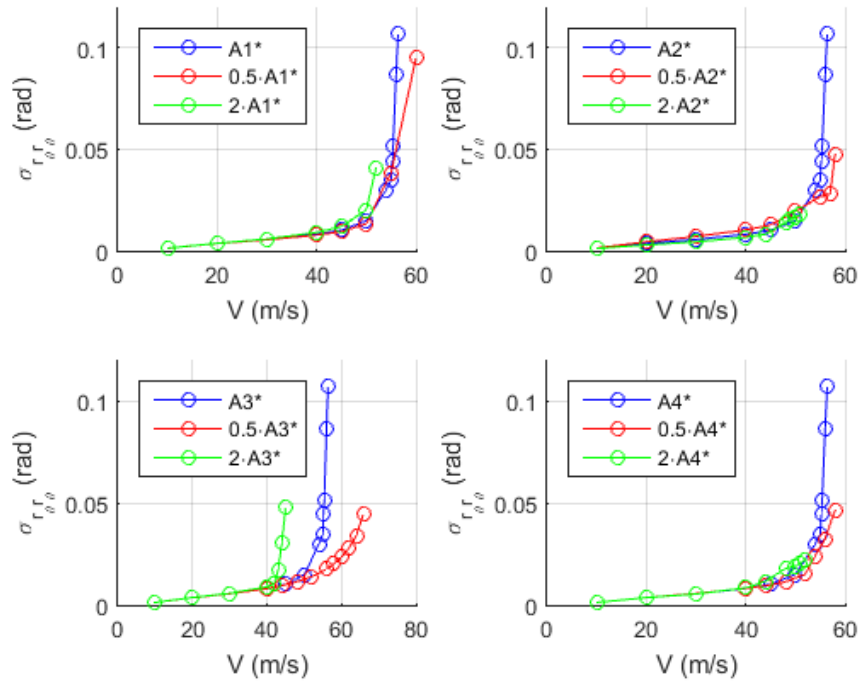 0.1
0.05
0
σ r r (rad)
A1*
0.5·A1*
2·A1*
0 20 40 60
V (m/s)
0.1
0.05
0
σ r r (rad)
A2*
0.5·A2*
2·A2*
0 20 40 60
V (m/s)
0.1
0.05
0
σ r r (rad)
A3*
0.5·A3*
2·A3*
0 20 40 60 80
V (m/s)
0.1
0.05
0
σ r r (rad)
A4*
0.5·A4*
2·A4*
0 20 40 60
V (m/s)